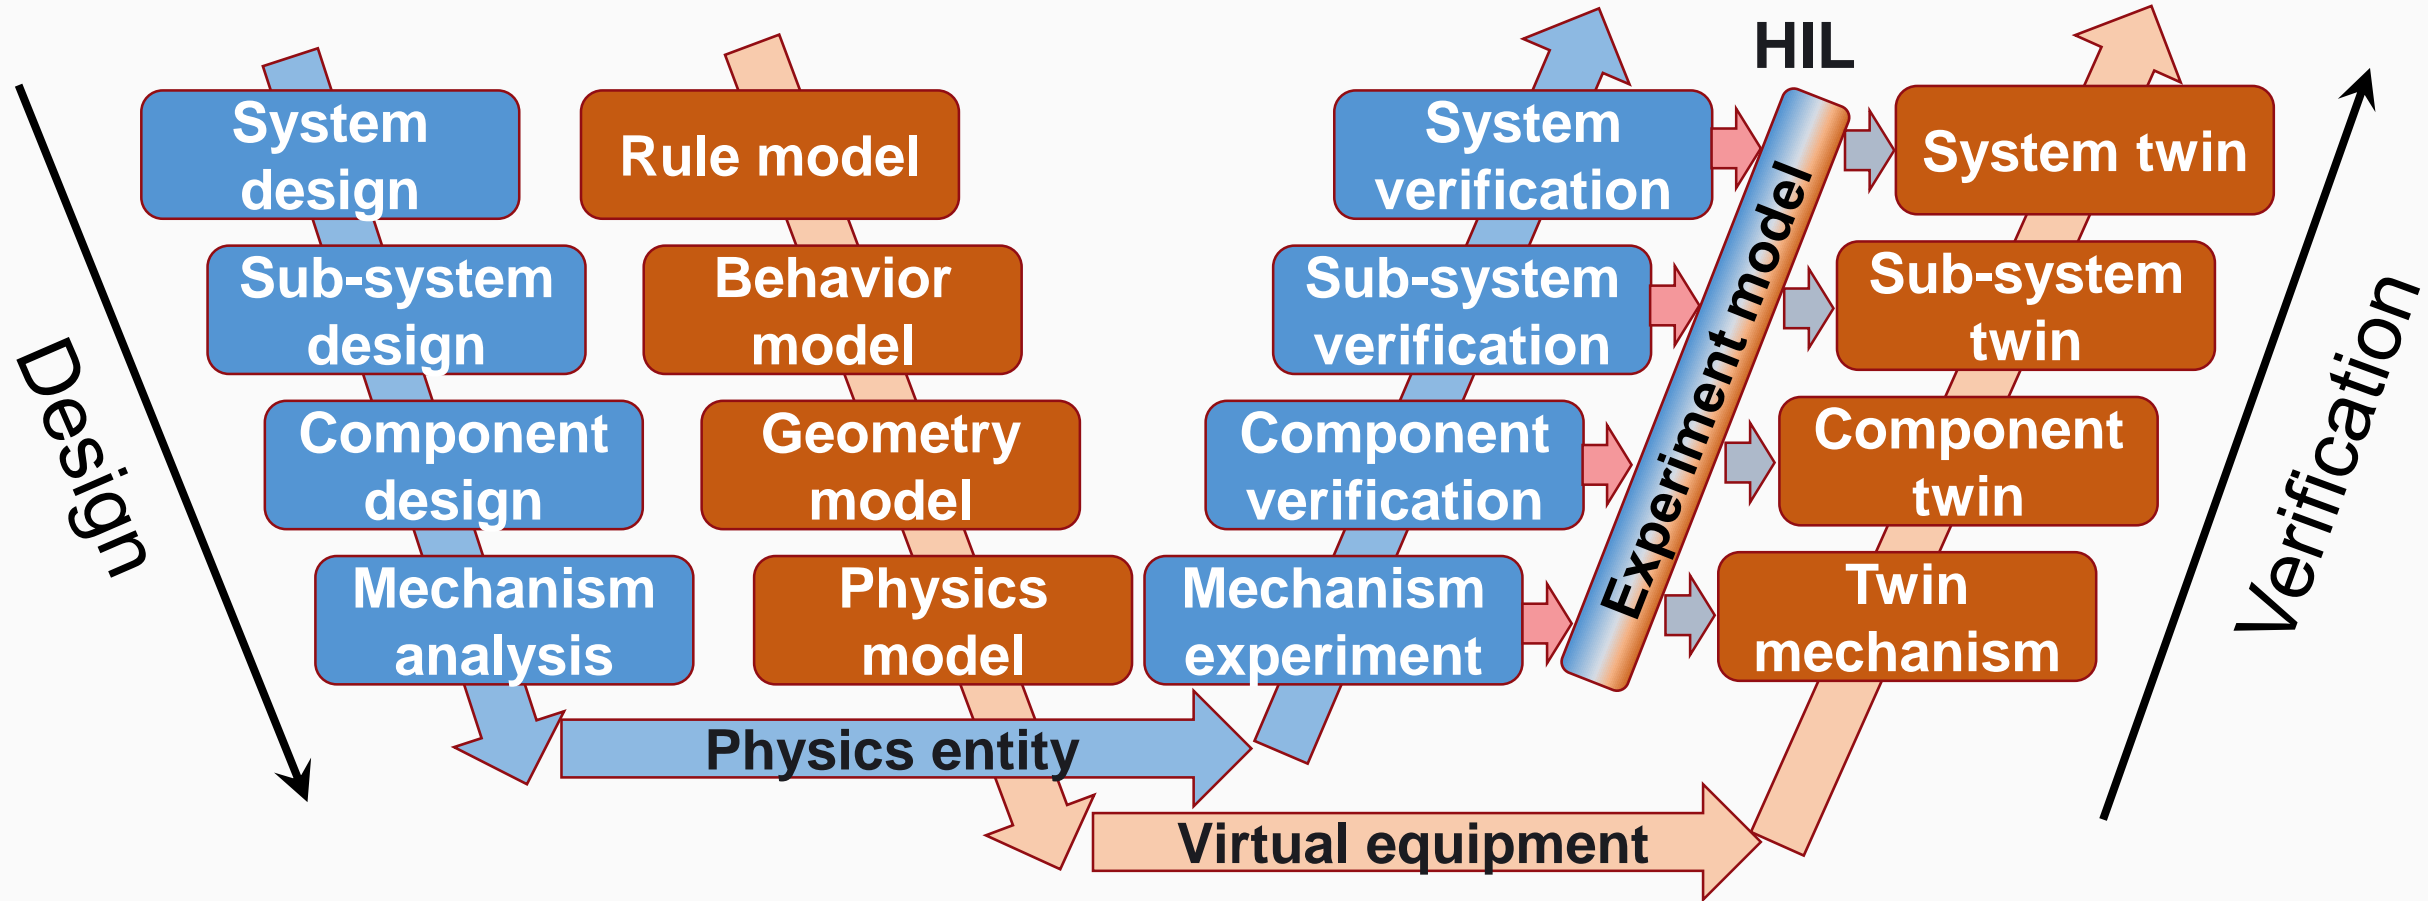 HIL
Design
System
design
Sub-system
design
Component
design
Mechanism
analysis
Rule model
Behavior
model
Geometry
model
Physics
model
Physics entity
Virtual equipment
System
verification
Sub-system
verification
Component
verification
Mechanism
experiment
Experiment model
System twin
Sub-system
twin
Component
twin
Twin
mechanism
Verification